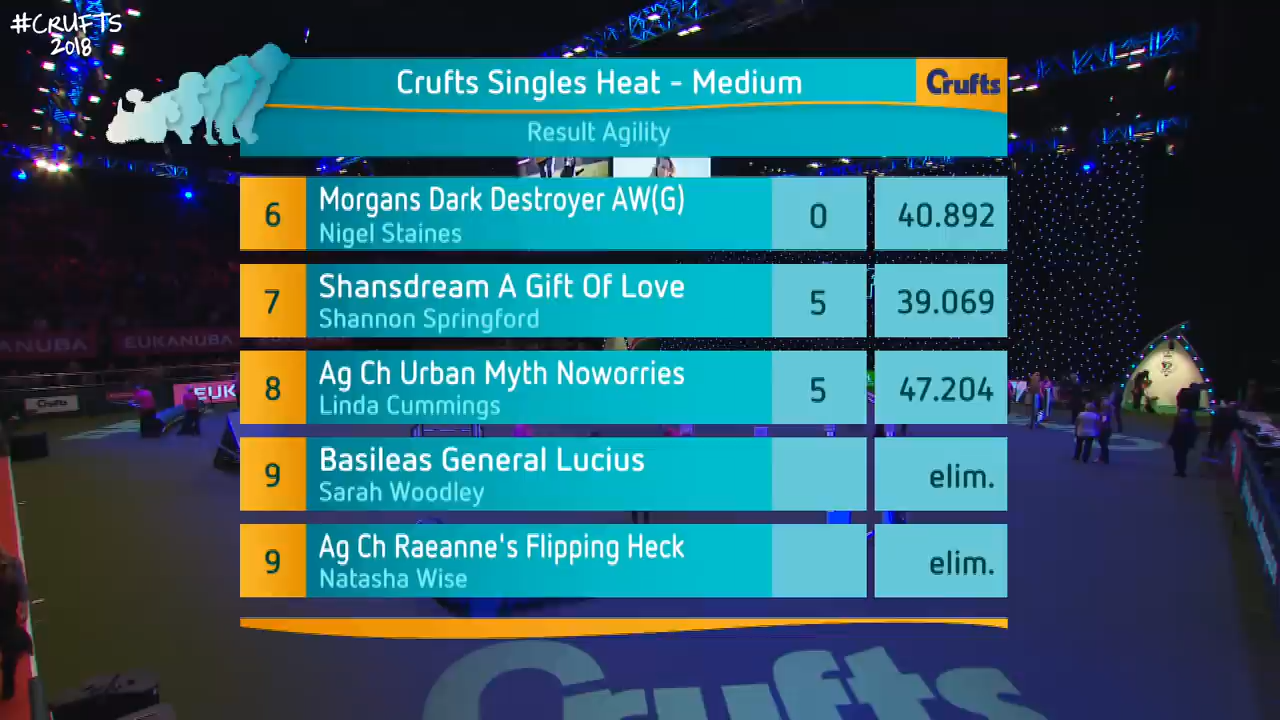 #CRUFTS
2018
Crufts Singles Heat - Medium
Crufts
Result Agility
6 Morgans Dark Destroyer AW(G) 0 40.892
Nigel Staines
7 Shansdream A Gift Of Love 5 39.069
Shannon Springford
8 Ag Ch Urban Myth Noworries 5 47.204
Linda Cummings
9 Basileas General Lucius elim.
Sarah Woodley
9 Ag Ch Raeanne's Flipping Heck elim.
Natasha Wise
EUKANUBA
EUK
Crufts
Crufts